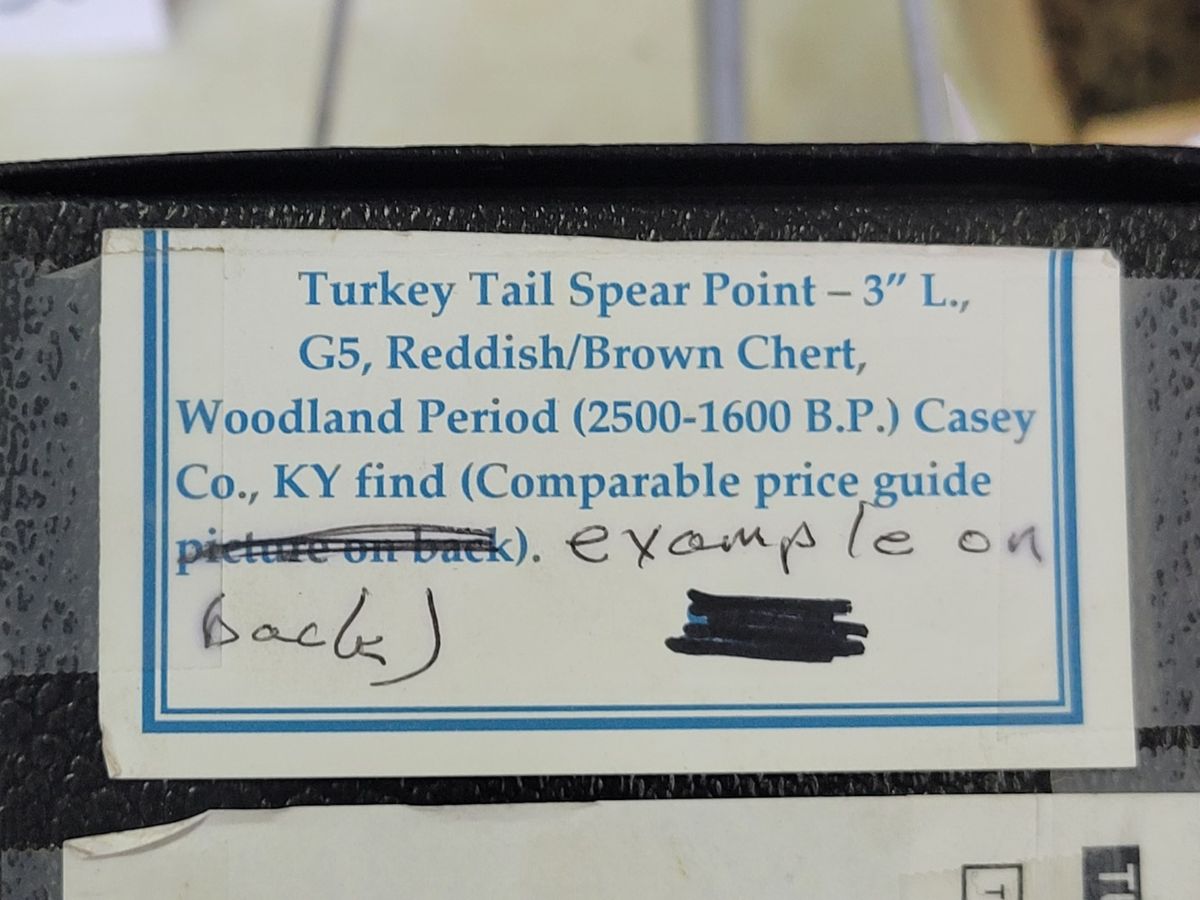 Turkey Tail Spear Point – 3" L.,
G5, Reddish/Brown Chert,
Woodland Period (2500-1600 B.P.) Casey
Co., KY find (Comparable price guide
picture on back). example on
back)
T